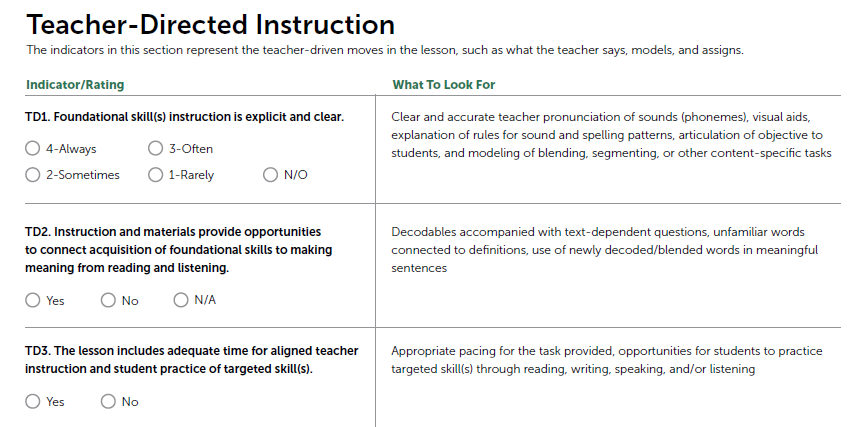 Teacher-Directed Instruction
The indicators in this section represent the teacher-driven moves in the lesson, such as what the teacher says, models, and assigns.
Indicator/Rating
What To Look For
TD1. Foundational skill(s) instruction is explicit and clear.
4-Always
3-Often
2-Sometimes
1-Rarely
N/O
Clear and accurate teacher pronunciation of sounds (phonemes), visual aids,
explanation of rules for sound and spelling patterns, articulation of objective to
students, and modeling of blending, segmenting, or other content-specific tasks
TD2. Instruction and materials provide opportunities
to connect acquisition of foundational skills to making
meaning from reading and listening.
Yes
No
N/A
Decodables accompanied with text-dependent questions, unfamiliar words
connected to definitions, use of newly decoded/blended words in meaningful
sentences
TD3. The lesson includes adequate time for aligned teacher
instruction and student practice of targeted skill(s).
Yes
No
Appropriate pacing for the task provided, opportunities for students to practice
targeted skill(s) through reading, writing, speaking, and/or listening